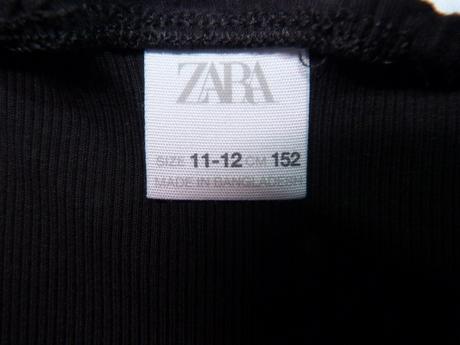 ZARA
SIZE 11-12 CM 152
MADE IN BANGLADESH